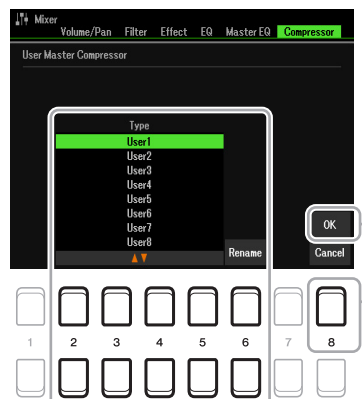 Mixer
Volume/Pan Filter Effect EQ Master EQ Compressor
User Master Compressor
Type
User1
User2
User3
User4
User5
User6
User7
User8
OK
Rename
Cancel
1 2 3 4 5 6 7 8